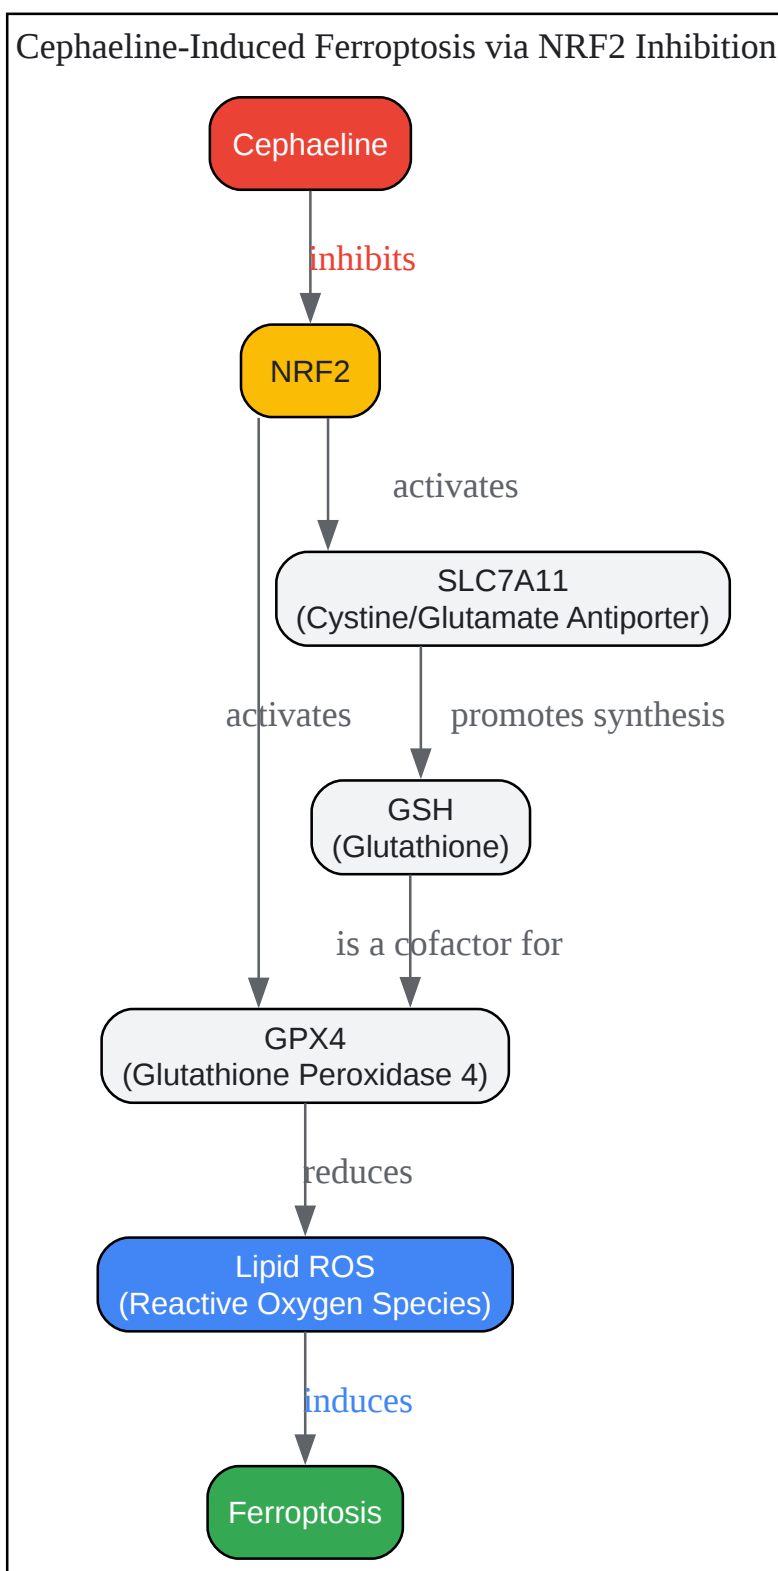 Cephaeline-Induced Ferroptosis via NRF2 Inhibition
Cephaeline
inhibits
NRF2
activates
SLC7A11
(Cystine/Glutamate Antiporter)
activates
promotes synthesis
GSH
(Glutathione)
is a cofactor for
GPX4
(Glutathione Peroxidase 4)
reduces
Lipid ROS
(Reactive Oxygen Species)
induces
Ferroptosis